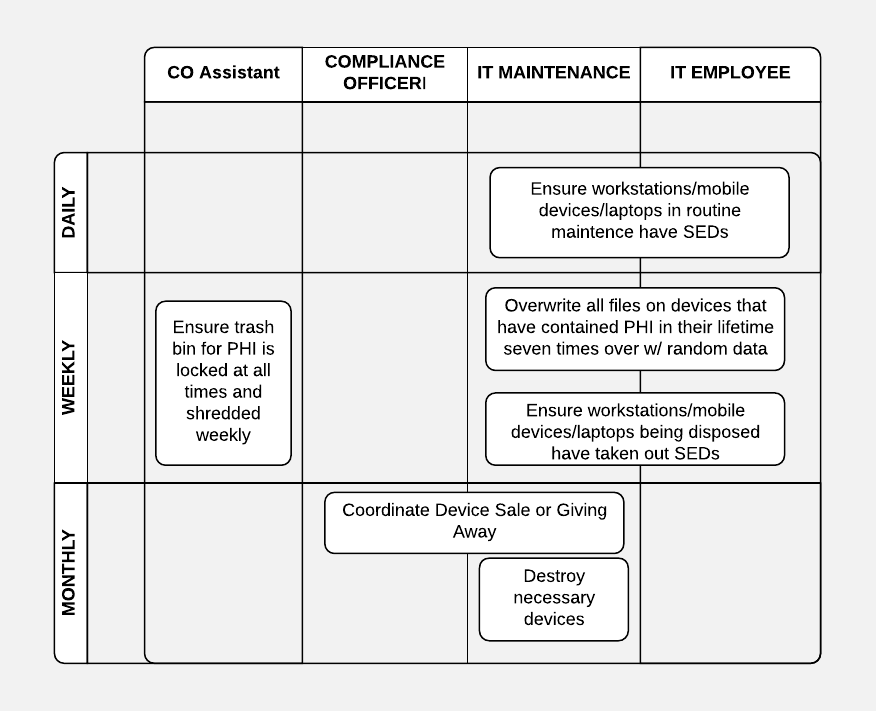 CO Assistant
COMPLIANCE
OFFICERI
IT MAINTENANCE
IT EMPLOYEE
DAILY
Ensure workstations/mobile
devices/laptops in routine
maintence have SEDs
WEEKLY
Ensure trash
bin for PHI is
locked at all
times and
shredded
weekly
Overwrite all files on devices that
have contained PHI in their lifetime
seven times over w/ random data
Ensure workstations/mobile
devices/laptops being disposed
have taken out SEDs
MONTHLY
Coordinate Device Sale or Giving
Away
Destroy
necessary
devices